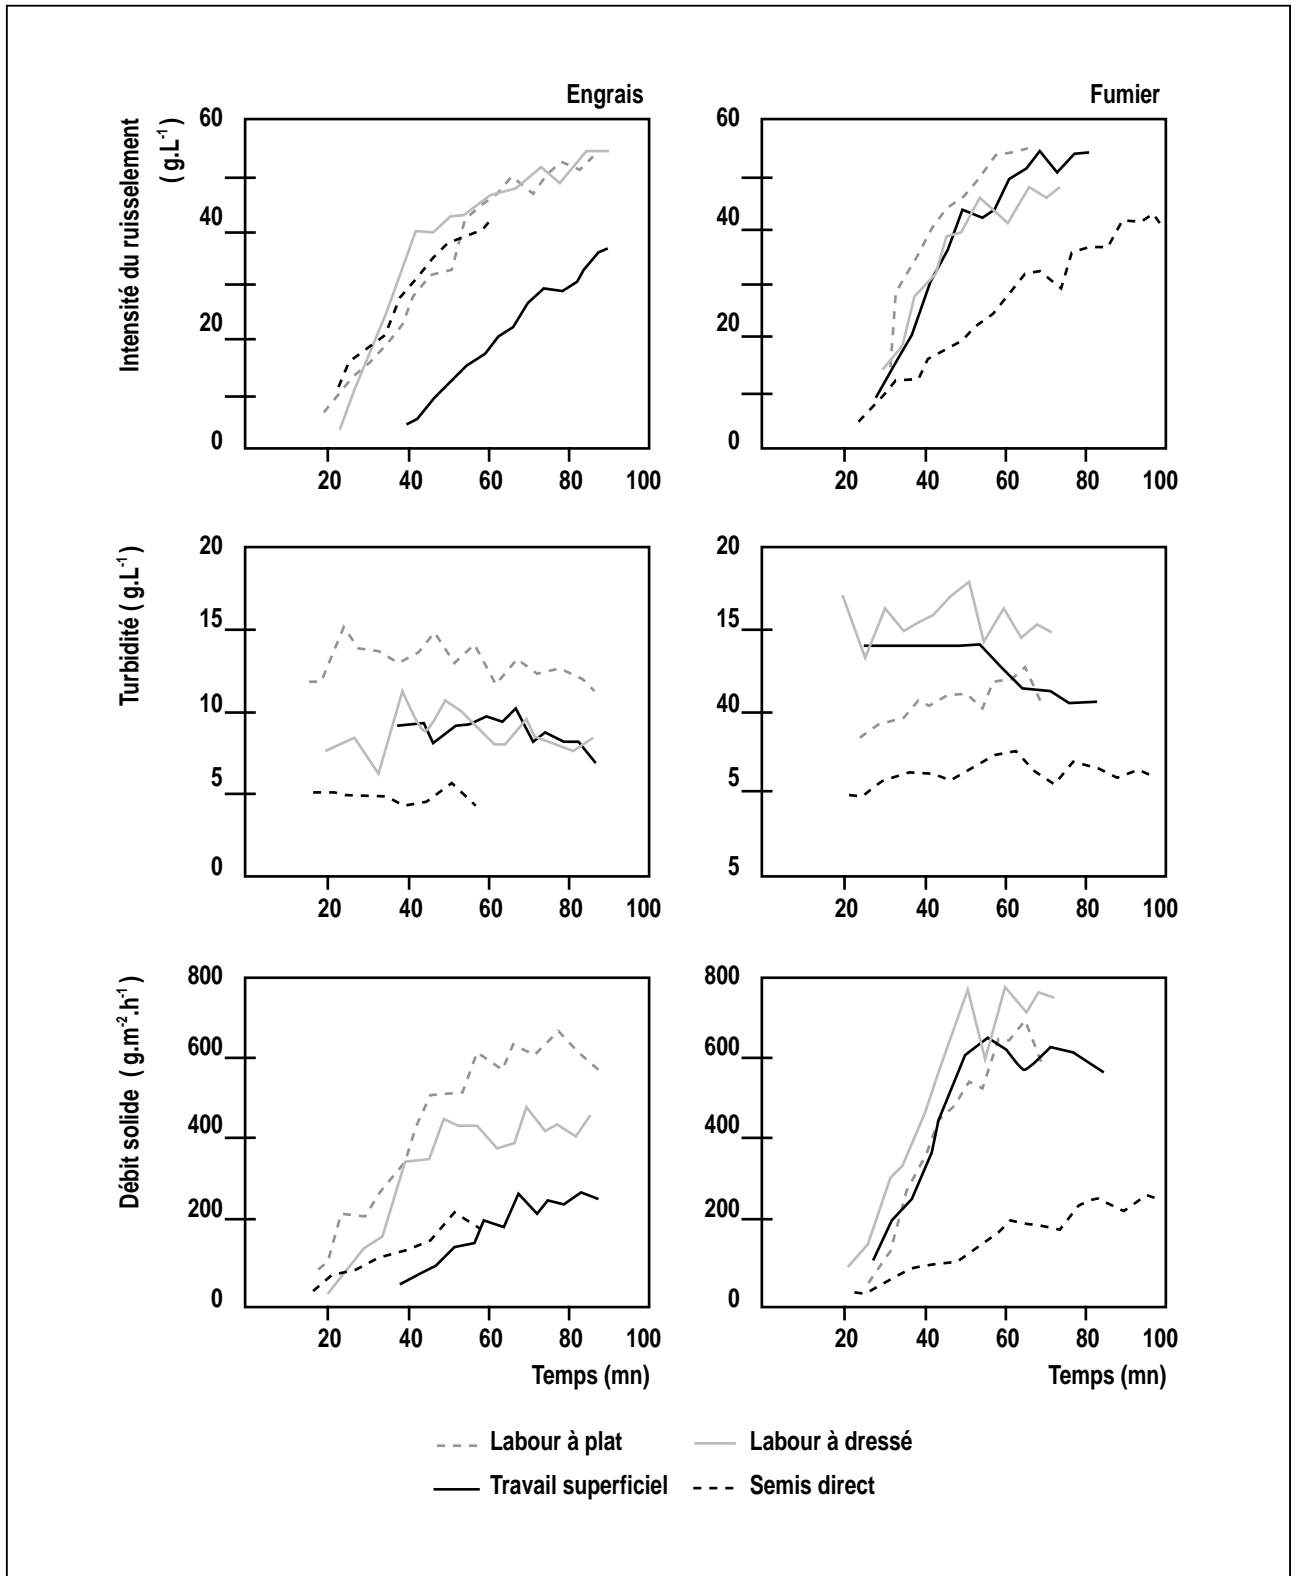 Engrais
Fumier
Intensité du ruisselement
( g.L-1 )
60
40
20
0
20 40 60 80 100
60
40
20
0
20 40 60 80 100
Turbidité ( g.L-1 )
20
15
10
5
0
20 40 60 80 100
20
15
40
5
5
20 40 60 80 100
Débit solide ( g.m-2.h-1 )
800
600
400
200
0
20 40 60 80 100
Temps (mn)
800
600
400
200
0
20 40 60 80 100
Temps (mn)
Labour à plat
Labour à dressé
Travail superficiel
Semis direct